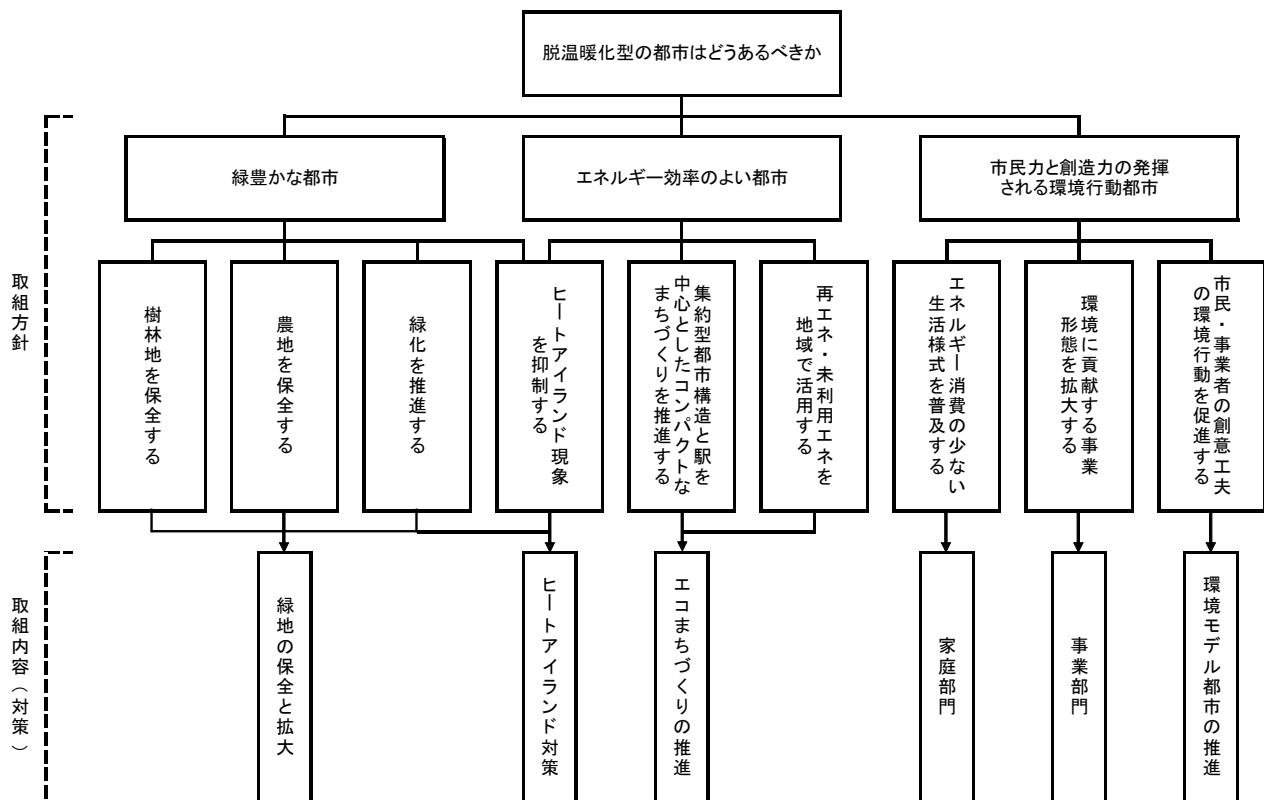 脱温暖化型の都市はどうあるべきか
緑豊かな都市
エネルギー効率のよい都市
市民力と創造力の発揮
される環境行動都市
取組方針
樹林地を保全する
農地を保全する
緑化を推進する
ヒートアイランド現象
を抑制する
集約型都市構造と駅を
中心としたコンパクトな
まちづくりを推進する
再エネ・未利用エネを
地域で活用する
エネルギー消費の少ない
生活様式を普及する
環境に貢献する事業
形態を拡大する
市民・事業者の創意工夫
の環境行動を促進する
取組内容（対策）
緑地の保全と拡大
ヒートアイランド対策
エコまちづくりの推進
家庭部門
事業部門
環境モデル都市の推進